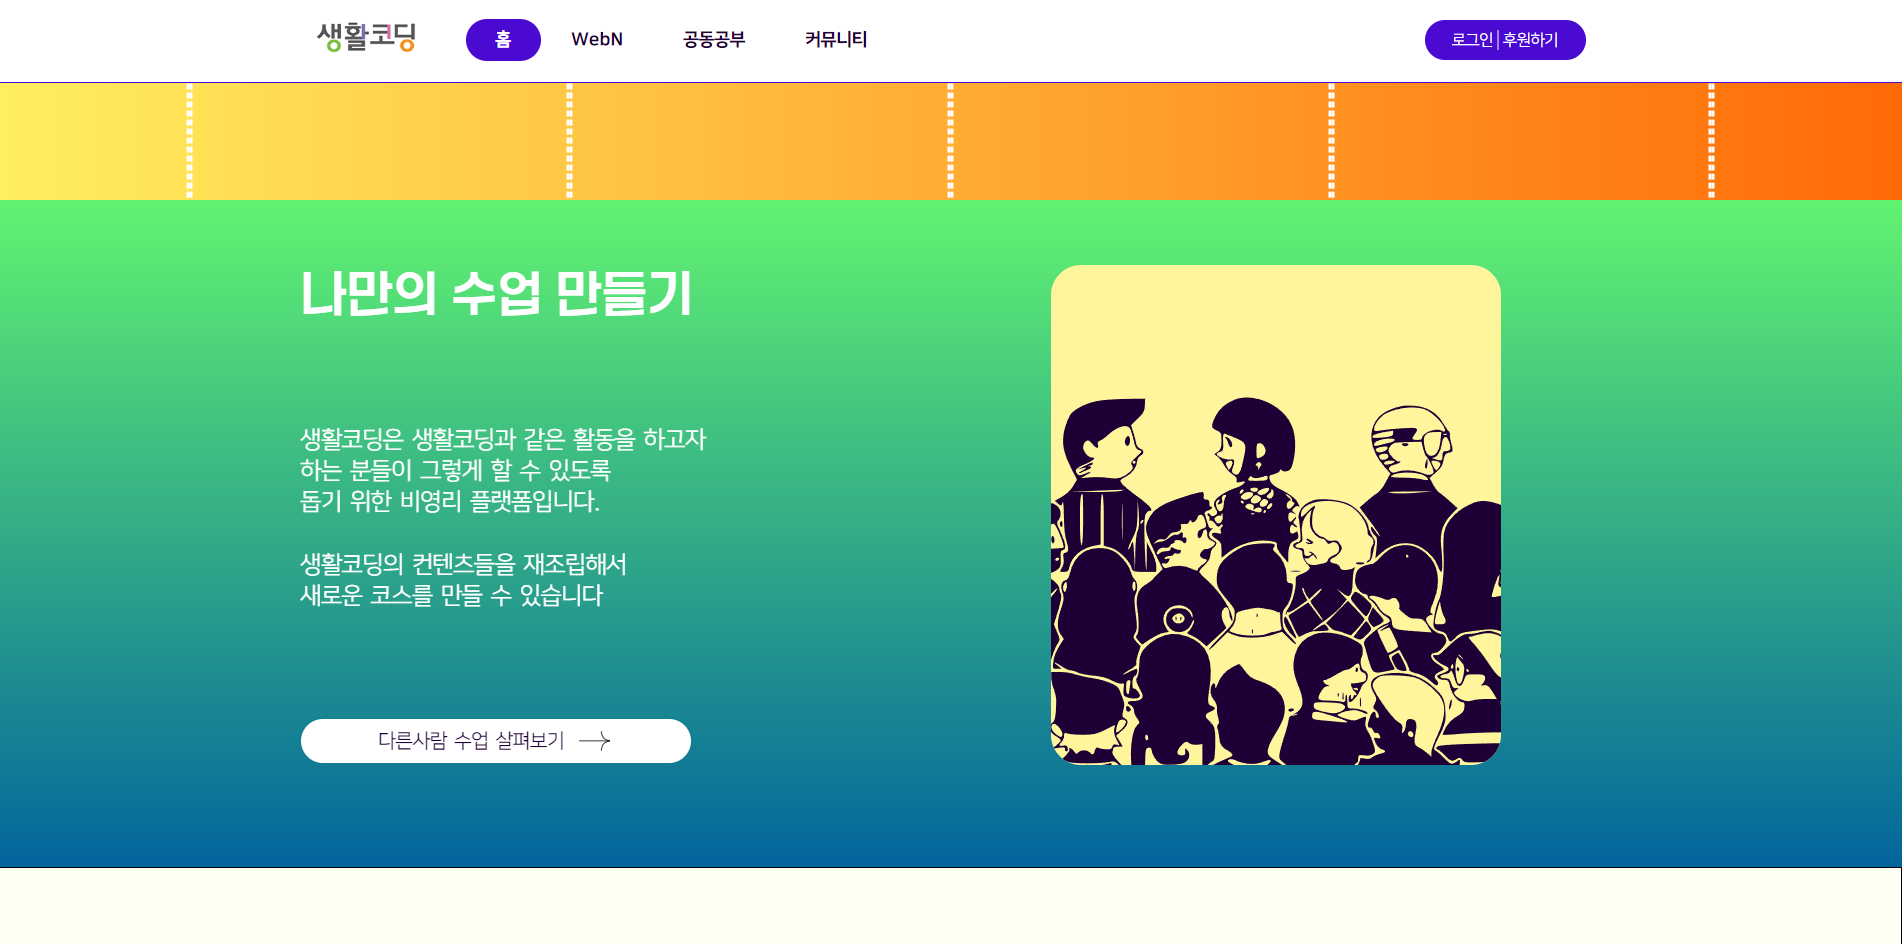 생활코딩
홈
WebN
공동공부
커뮤니티
로그인|후원하기
나만의 수업 만들기
생활코딩은 생활코딩과 같은 활동을 하고자
하는 분들이 그렇게 할 수 있도록
돕기 위한 비영리 플랫폼입니다.
생활코딩의 컨텐츠들을 재조립해서
새로운 코스를 만들 수 있습니다
다른사람 수업 살펴보기